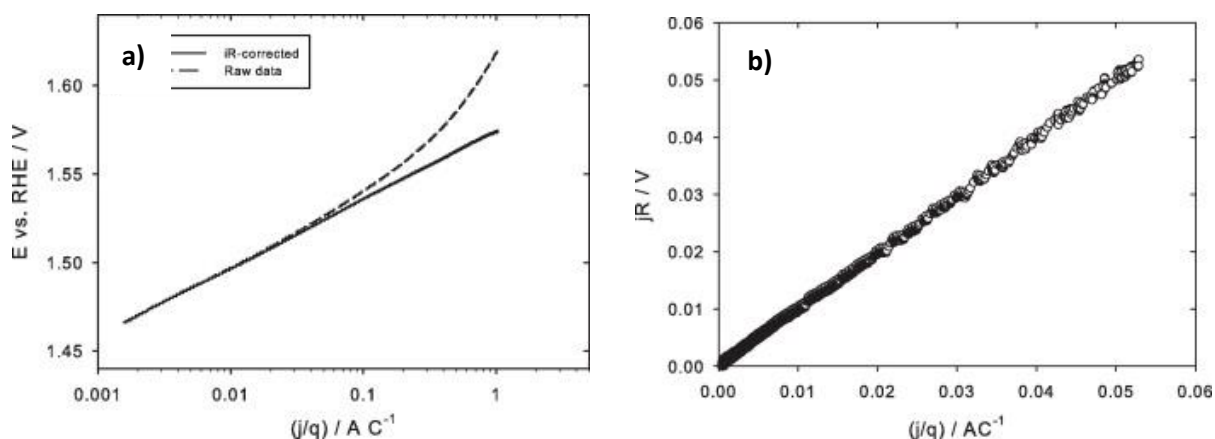 a)
iR-corrected
Raw data
E vs. RHE / V
1.60
1.55
1.50
1.45
0.001
0.01
0.1
1
(j/q) / A C⁻¹
b)
jR / V
0.06
0.05
0.04
0.03
0.02
0.01
0.00
0.00
0.01
0.02
0.03
0.04
0.05
0.06
(j/q) / AC⁻¹